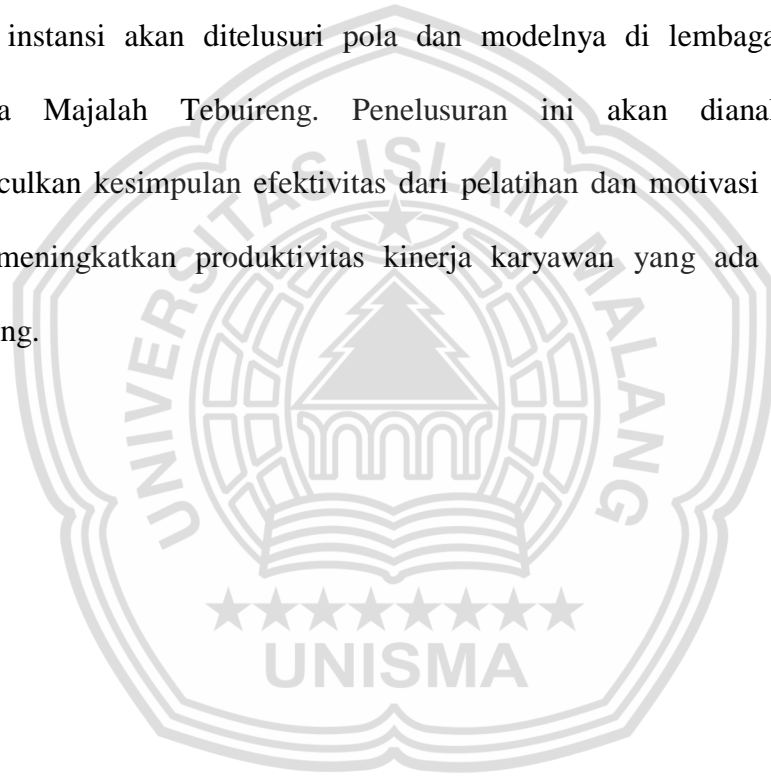 instansi akan ditelusuri pola dan modelnya di lembaga
a Majalah Tebuireng. Penelusuran ini akan dianal
culkan kesimpulan efektivitas dari pelatihan dan motivasi
meningkatkan produktivitas kinerja karyawan yang ada
ng.
UNIVERSITAS ISLAM MALANG
UNISMA